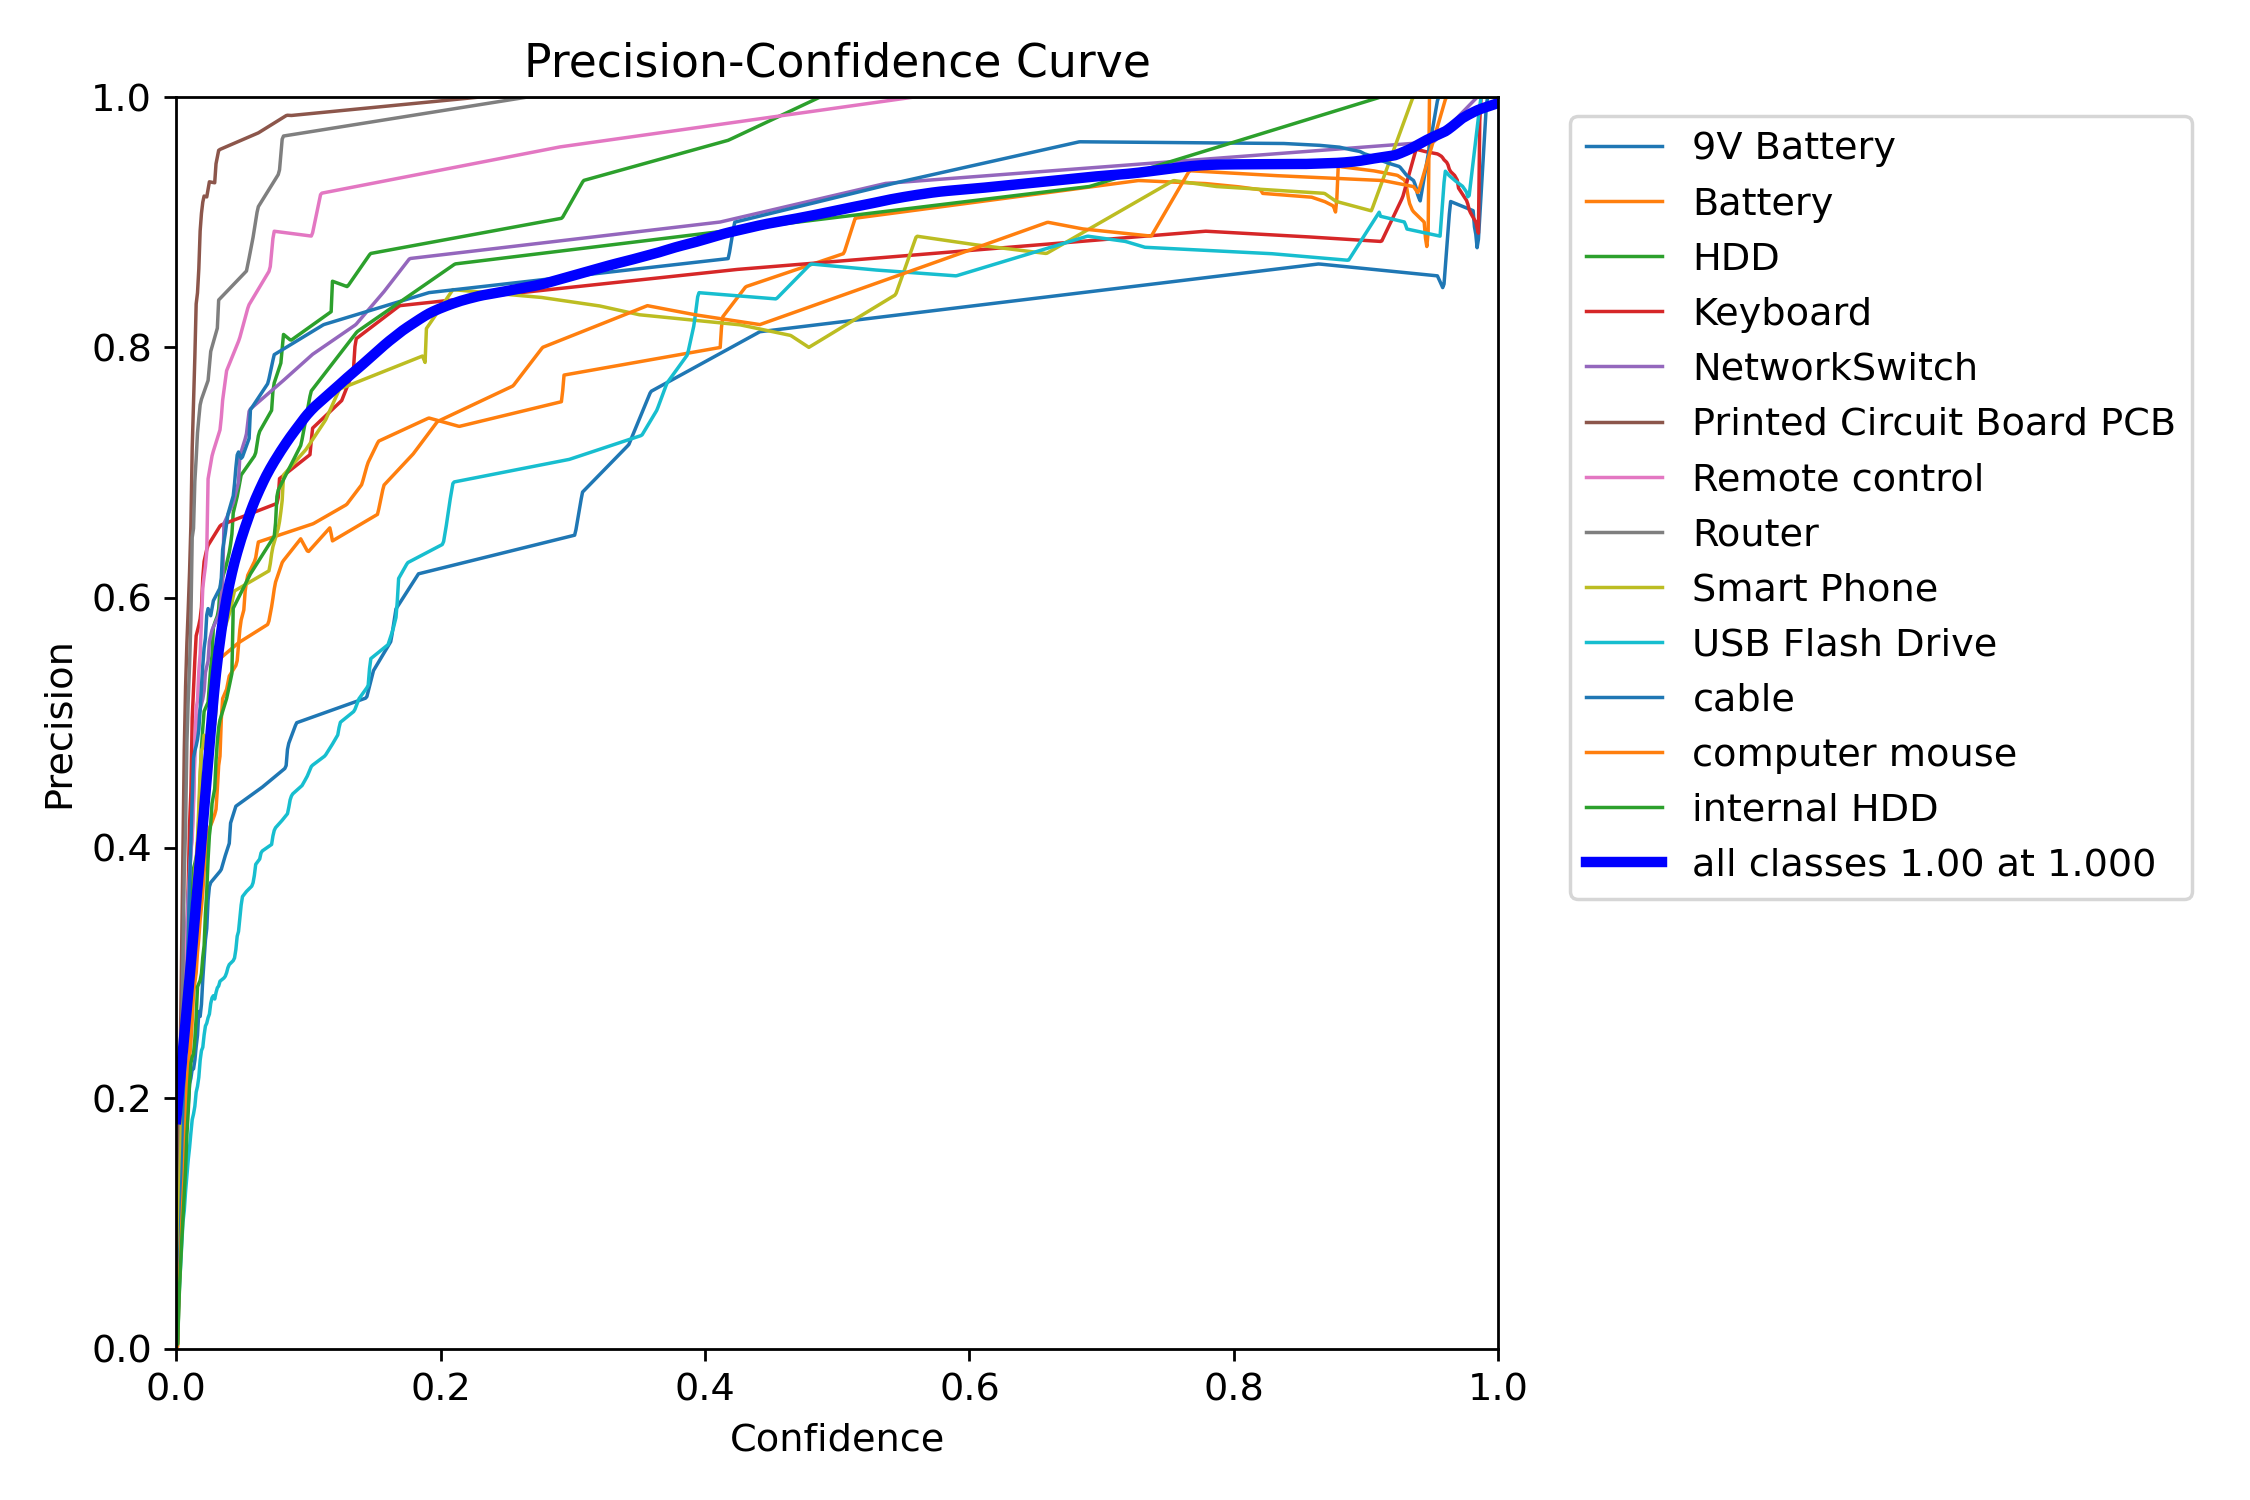 Precision-Confidence Curve
1.0
0.8
0.6
0.4
0.2
0.0
Precision
0.0 0.2 0.4 0.6 0.8 1.0
Confidence
9V Battery
Battery
HDD
Keyboard
NetworkSwitch
Printed Circuit Board PCB
Remote control
Router
Smart Phone
USB Flash Drive
cable
computer mouse
internal HDD
all classes 1.00 at 1.000